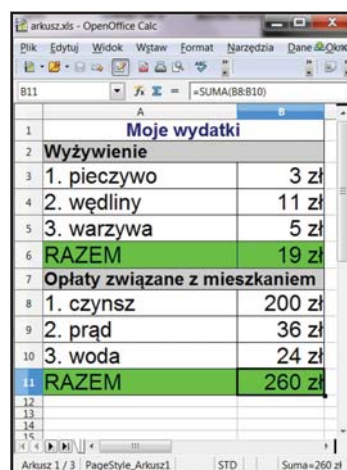 arkusz.xls - OpenOffice Calc
Plik Edytuj Widok Wstaw Format Narzędzia Dane Okno
B11 =SUMA(B8:B10)
A B
1 Moje wydatki
2 Wyżywienie
3 1. pieczywo 3 zł
4 2. wędliny 11 zł
5 3. warzywa 5 zł
6 RAZEM 19 zł
7 Opłaty związane z mieszkaniem
8 1. czynsz 200 zł
9 2. prąd 36 zł
10 3. woda 24 zł
11 RAZEM 260 zł
12
13
14
15
Arkusz 1 / 3 PageStyle_Arkusz1 STD Suma=260 zł